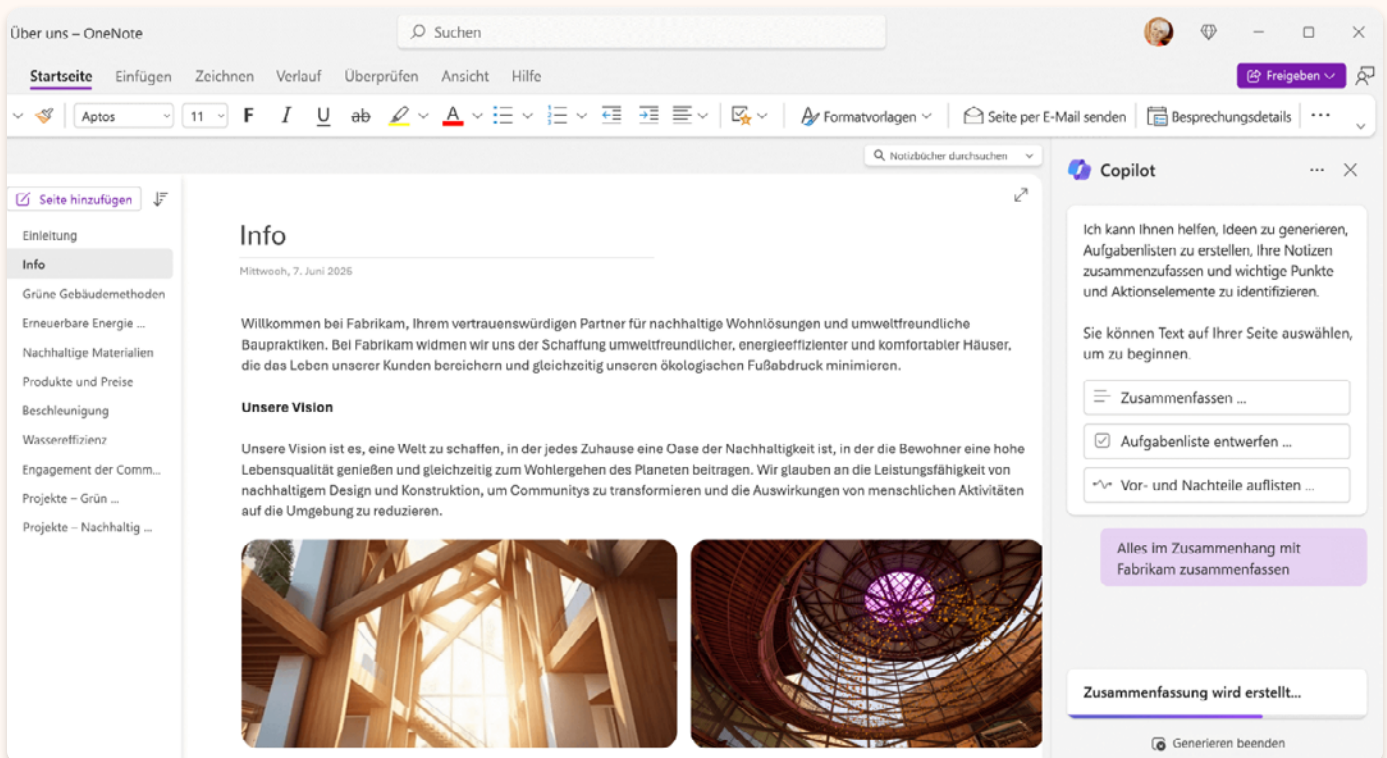 Über uns – OneNote
Suchen
Startseite Einfügen Zeichnen Verlauf Überprüfen Ansicht Hilfe
Freigeben
Aptos 11 F I U ab A Formatvorlagen Seite per E-Mail senden Besprechungsdetails ...
Notizbücher durchsuchen
Seite hinzufügen
Einleitung
Info
Grüne Gebäudemethoden
Erneuerbare Energie ...
Nachhaltige Materialien
Produkte und Preise
Beschleunigung
Wassereffizienz
Engagement der Comm...
Projekte – Grün ...
Projekte – Nachhaltig ...
Info
Mittwoch, 7. Juni 2026
Willkommen bei Fabrikam, Ihrem vertrauenswürdigen Partner für nachhaltige Wohnlösungen und umweltfreundliche
Baupraktiken. Bei Fabrikam widmen wir uns der Schaffung umweltfreundlicher, energieeffizienter und komfortabler Häuser,
die das Leben unserer Kunden bereichern und gleichzeitig unseren ökologischen Fußabdruck minimieren.
Unsere Vision
Unsere Vision ist es, eine Welt zu schaffen, in der jedes Zuhause eine Oase der Nachhaltigkeit ist, in der die Bewohner eine hohe
Lebensqualität genießen und gleichzeitig zum Wohlergehen des Planeten beitragen. Wir glauben an die Leistungsfähigkeit von
nachhaltigem Design und Konstruktion, um Communitys zu transformieren und die Auswirkungen von menschlichen Aktivitäten
auf die Umgebung zu reduzieren.
Copilot
Ich kann Ihnen helfen, Ideen zu generieren,
Aufgabenlisten zu erstellen, Ihre Notizen
zusammenzufassen und wichtige Punkte
und Aktionselemente zu identifizieren.
Sie können Text auf Ihrer Seite auswählen,
um zu beginnen.
Zusammenfassen ...
Aufgabenliste entwerfen ...
Vor- und Nachteile auflisten ...
Alles im Zusammenhang mit
Fabrikam zusammenfassen
Zusammenfassung wird erstellt...
Generieren beenden